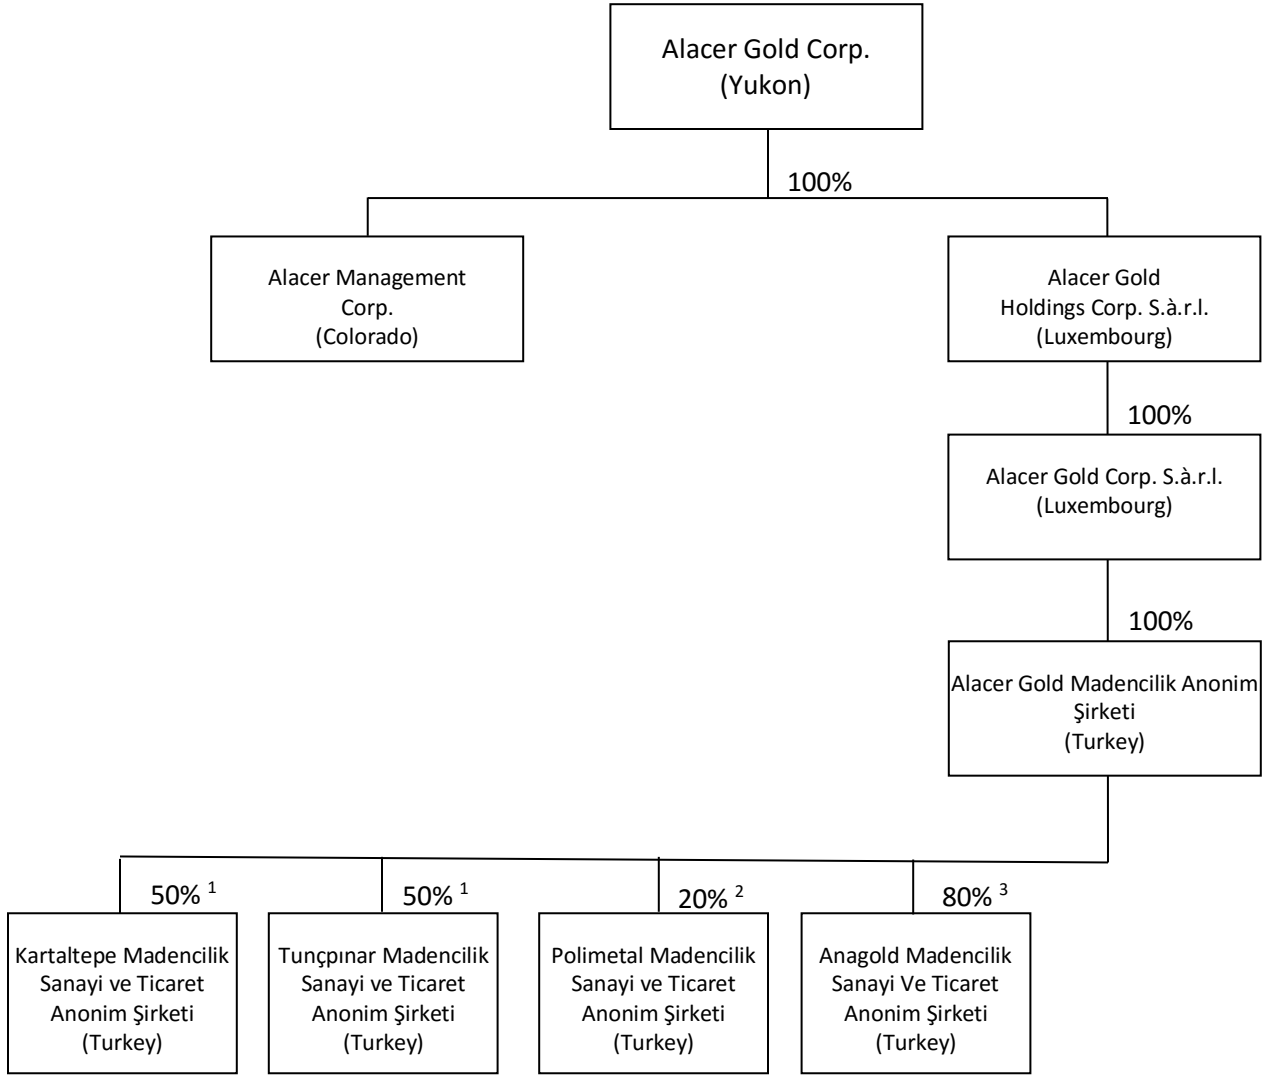 Alacer Gold Corp.
(Yukon)
100%
Alacer Management
Corp.
(Colorado)
Alacer Gold
Holdings Corp. S.à.r.l.
(Luxembourg)
100%
Alacer Gold Corp. S.à.r.l.
(Luxembourg)
100%
Alacer Gold Madencilik Anonim
Şirketi
(Turkey)
50% 1
50% 1
20% 2
80% 3
Kartaltepe Madencilik
Sanayi ve Ticaret
Anonim Şirketi
(Turkey)
Tunçpınar Madencilik
Sanayi ve Ticaret
Anonim Şirketi
(Turkey)
Polimetal Madencilik
Sanayi ve Ticaret
Anonim Şirketi
(Turkey)
Anagold Madencilik
Sanayi Ve Ticaret
Anonim Şirketi
(Turkey)